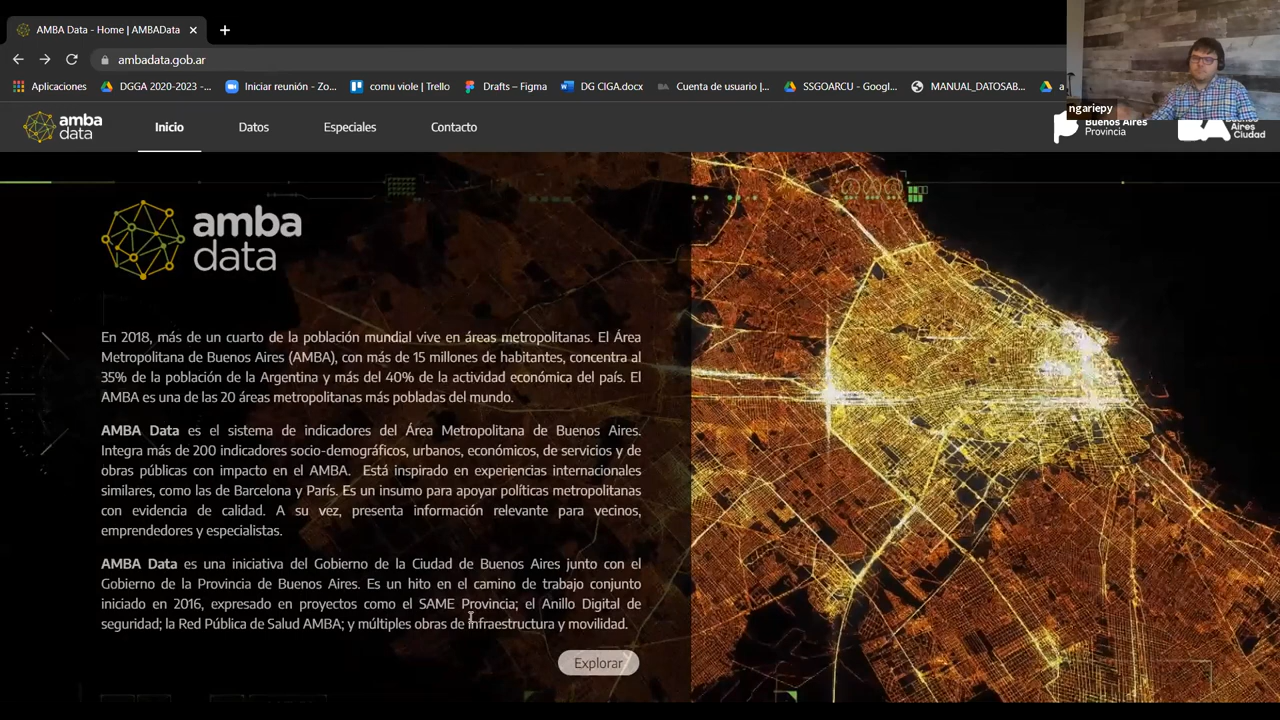 AMBA Data - Home | AMBAData
ambadata.gob.ar
Aplicaciones DGGA 2020-2023 -... Iniciar reunión - Zo... comu viole | Trello Drafts – Figma DG CIGA.docx Cuenta de usuario |... SSGOARCU - Googl... MANUAL_DATOSAB... a
ngariepy
amba
data
Inicio Datos Especiales Contacto
Buenos Aires
Provincia
BA
Aires
Ciudad
amba
data
En 2018, más de un cuarto de la población mundial vive en áreas metropolitanas. El Área
Metropolitana de Buenos Aires (AMBA), con más de 15 millones de habitantes, concentra al
35% de la población de la Argentina y más del 40% de la actividad económica del país. El
AMBA es una de las 20 áreas metropolitanas más pobladas del mundo.
AMBA Data es el sistema de indicadores del Área Metropolitana de Buenos Aires.
Integra más de 200 indicadores socio-demográficos, urbanos, económicos, de servicios y de
obras públicas con impacto en el AMBA. Está inspirado en experiencias internacionales
similares, como las de Barcelona y París. Es un insumo para apoyar políticas metropolitanas
con evidencia de calidad. A su vez, presenta información relevante para vecinos,
emprendedores y especialistas.
AMBA Data es una iniciativa del Gobierno de la Ciudad de Buenos Aires junto con el
Gobierno de la Provincia de Buenos Aires. Es un hito en el camino de trabajo conjunto
iniciado en 2016, expresado en proyectos como el SAME Provincia; el Anillo Digital de
seguridad; la Red Pública de Salud AMBA; y múltiples obras de infraestructura y movilidad.
Explorar